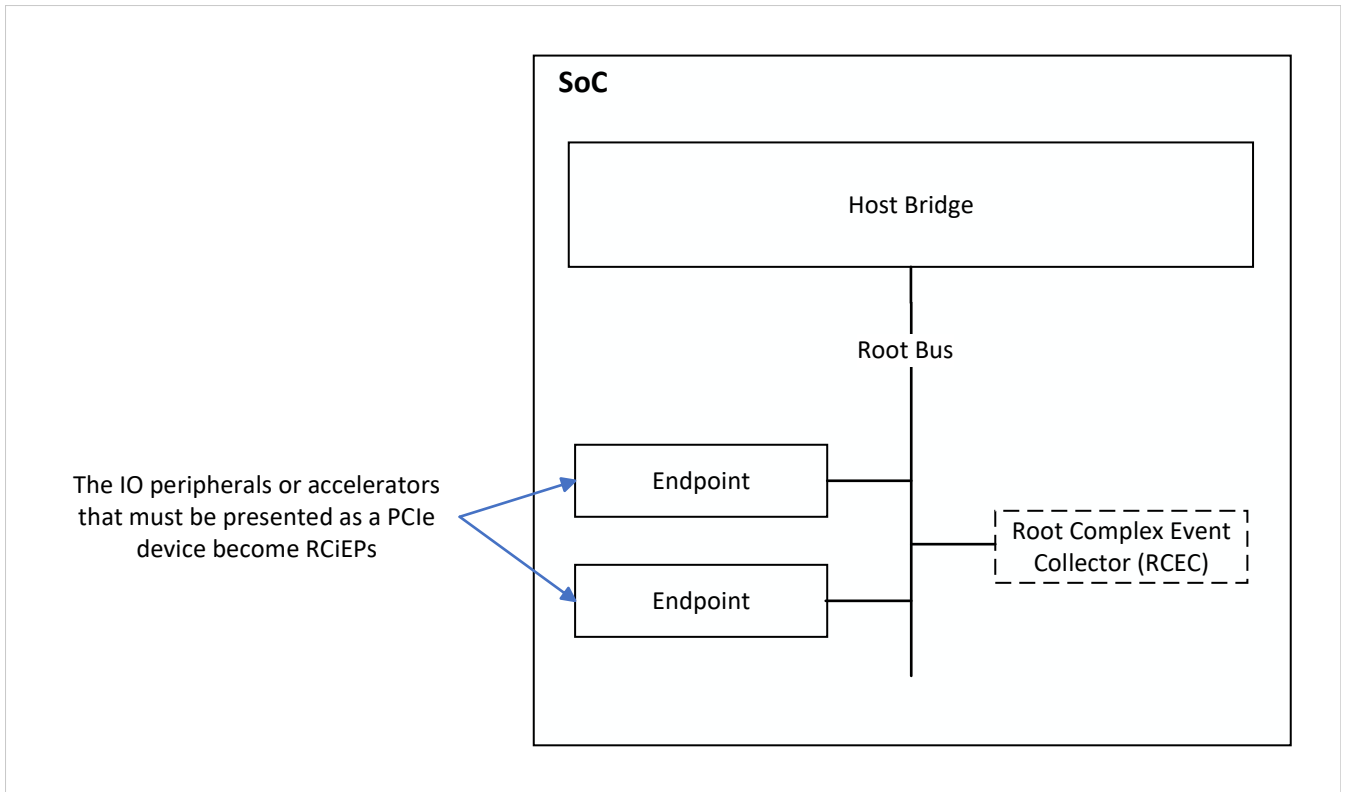 SoC
Host Bridge
Root Bus
Endpoint
The IO peripherals or accelerators
that must be presented as a PCIe
device become RCiEPs
Root Complex Event
Collector (RCEC)
Endpoint